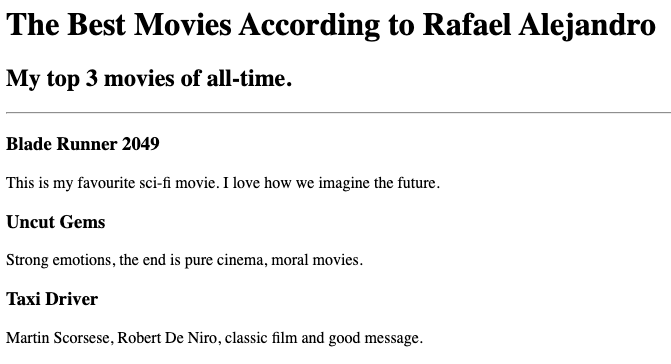 The Best Movies According to Rafael Alejandro
My top 3 movies of all-time.
Blade Runner 2049
This is my favourite sci-fi movie. I love how we imagine the future.
Uncut Gems
Strong emotions, the end is pure cinema, moral movies.
Taxi Driver
Martin Scorsese, Robert De Niro, classic film and good message.